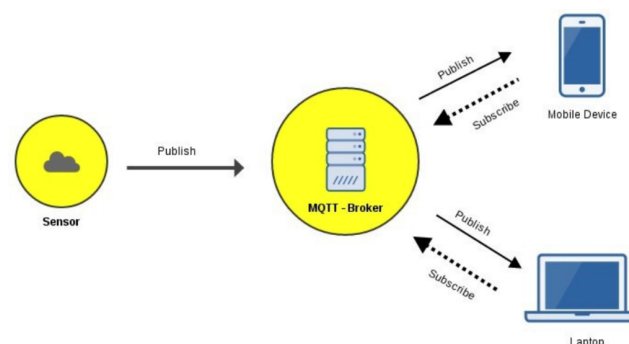 Publish
Subscribe
Mobile Device
Publish
Sensor
MQTT - Broker
Publish
Subscribe
Laptop